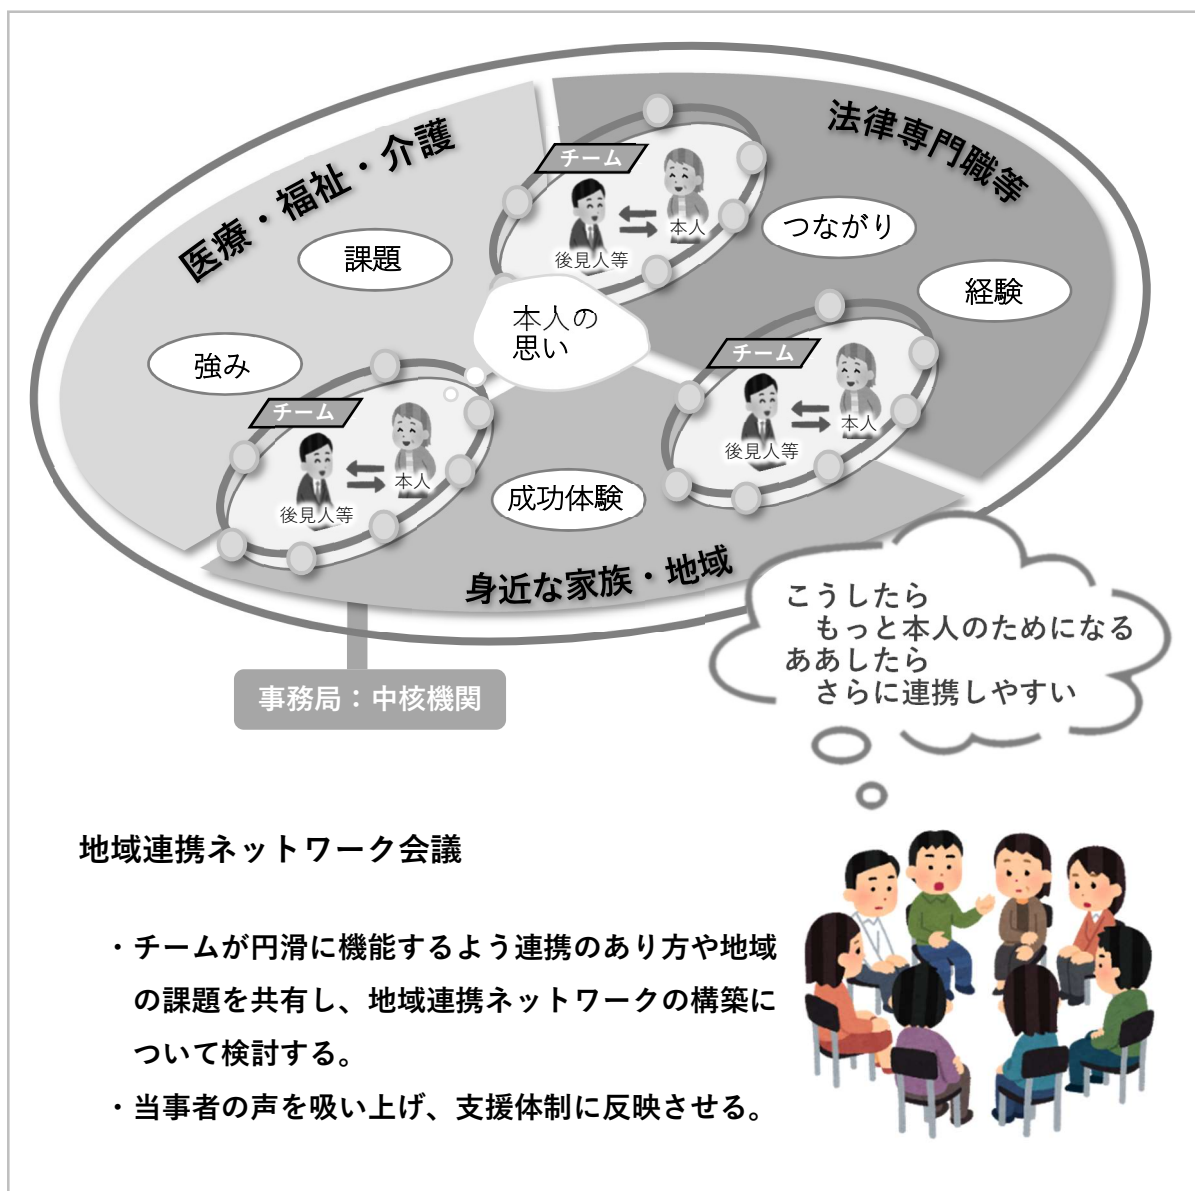 医療・福祉・介護
法律専門職等
チーム
本人
後見人等
課題
つながり
経験
本人の
思い
強み
チーム
本人
後見人等
チーム
本人
後見人等
成功体験
身近な家族・地域
事務局：中核機関
こうしたら
もっと本人のためになる
ああしたら
さらに連携しやすい
地域連携ネットワーク会議
・チームが円滑に機能するよう連携のあり方や地域
の課題を共有し、地域連携ネットワークの構築に
ついて検討する。
・当事者の声を吸い上げ、支援体制に反映させる。